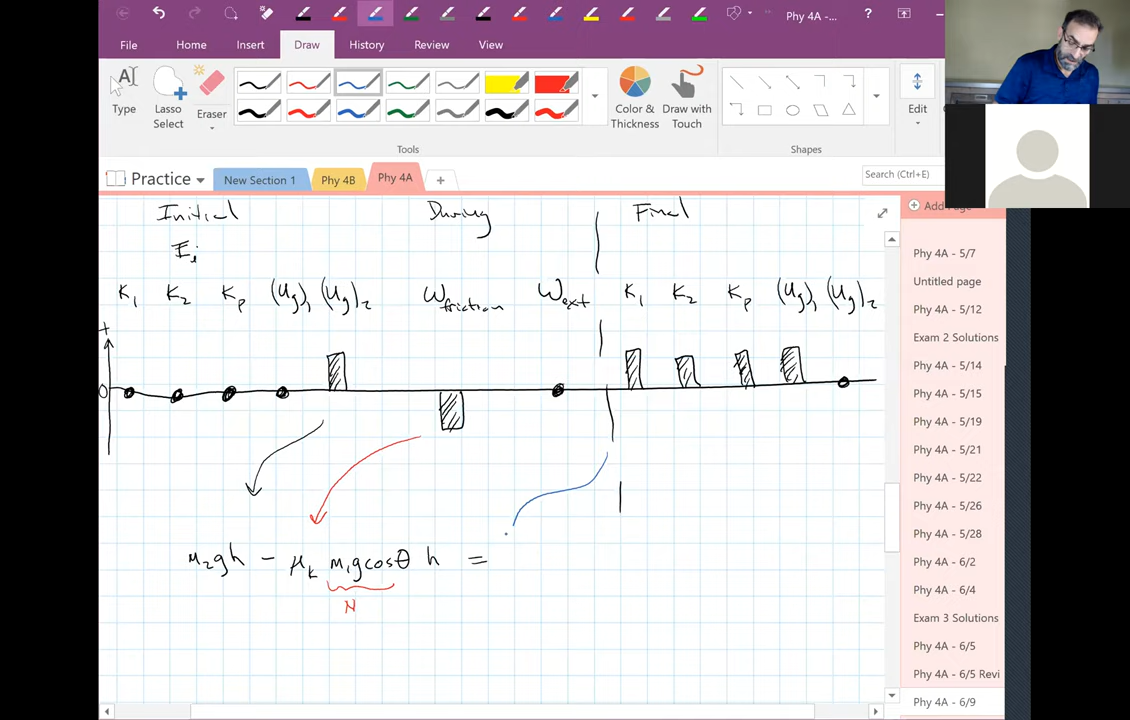 Phy 4A-...
?
File Home Insert Draw History Review View
Type
Lasso Select
Eraser
Color & Thickness
Draw with Touch
Edit
Tools
Shapes
Practice
New Section 1
Phy 4B
Phy 4A
+
Search (Ctrl+E)
Add Page
Phy 4A - 5/7
Untitled page
Phy 4A - 5/12
Exam 2 Solutions
Phy 4A - 5/14
Phy 4A - 5/15
Phy 4A - 5/19
Phy 4A - 5/21
Phy 4A - 5/22
Phy 4A - 5/26
Phy 4A - 5/28
Phy 4A - 6/2
Phy 4A - 6/4
Exam 3 Solutions
Phy 4A - 6/5
Phy 4A - 6/5 Revi
Phy 4A - 6/9
Initial During Final
Ei
K1 K2 Kp (Ug)1 (Ug)2 Wfriction Wext K1 K2 Kp (Ug)1 (Ug)2
+
0
m2gh - μk m1gcosθ h =
N